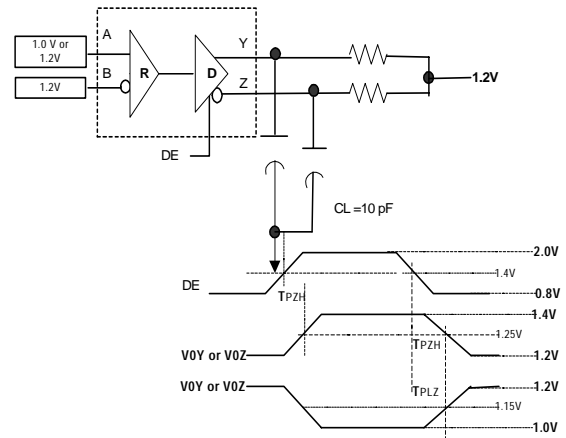 1.0 V or
1.2V
A
Y
R
D
B
1.2V
Z
1.2V
DE
CL =10 pF
2.0V
1.4V
DE
TPZH
0.8V
1.4V
1.25V
TPZH
V0Y or V0Z
1.2V
V0Y or V0Z
TPLZ
1.2V
1.15V
1.0V